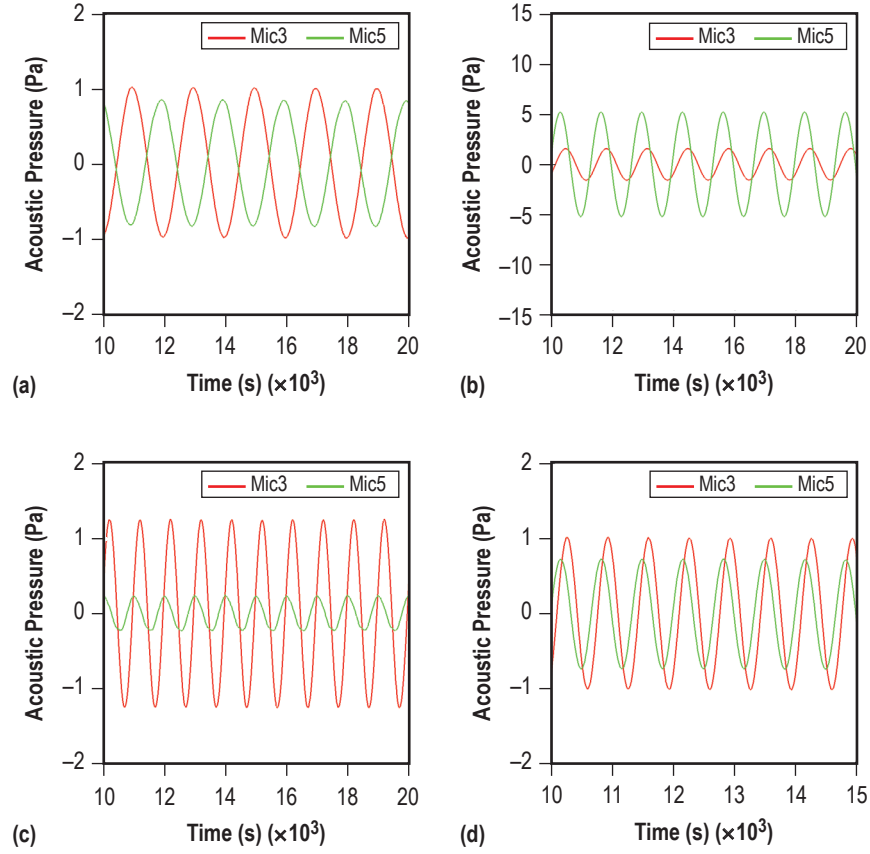 Mic3 Mic5
Acoustic Pressure (Pa)
2
1
0
–1
–2
10 12 14 16 18 20
Time (s) (×10³)
(a)
Mic3 Mic5
Acoustic Pressure (Pa)
15
10
5
0
–5
–10
–15
10 12 14 16 18 20
Time (s) (×10³)
(b)
Mic3 Mic5
Acoustic Pressure (Pa)
2
1
0
–1
–2
10 12 14 16 18 20
Time (s) (×10³)
(c)
Mic3 Mic5
Acoustic Pressure (Pa)
2
1
0
–1
–2
10 11 12 13 14 15
Time (s) (×10³)
(d)